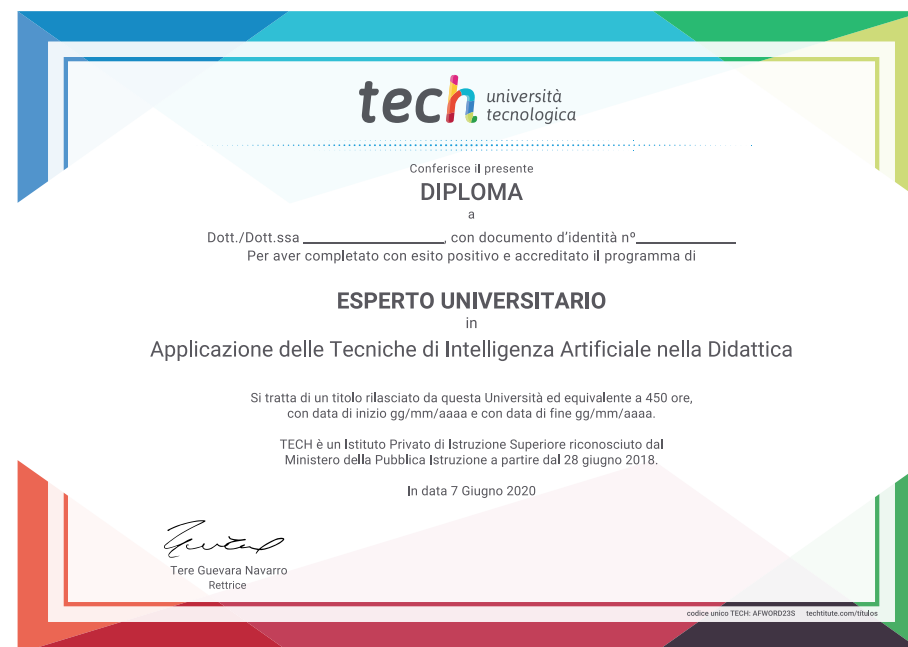 tech università
tecnologica
Conferisce il presente
DIPLOMA
a
Dott./Dott.ssa ____________________, con documento d'identità nº______________
Per aver completato con esito positivo e accreditato il programma di
ESPERTO UNIVERSITARIO
in
Applicazione delle Tecniche di Intelligenza Artificiale nella Didattica
Si tratta di un titolo rilasciato da questa Università ed equivalente a 450 ore,
con data di inizio gg/mm/aaaa e con data di fine gg/mm/aaaa.
TECH è un Istituto Privato di Istruzione Superiore riconosciuto dal
Ministero della Pubblica Istruzione a partire dal 28 giugno 2018.
In data 7 Giugno 2020
Tere Guevara Navarro
Rettrice
codice unico TECH: AFWORD23S techtitute.com/títulos